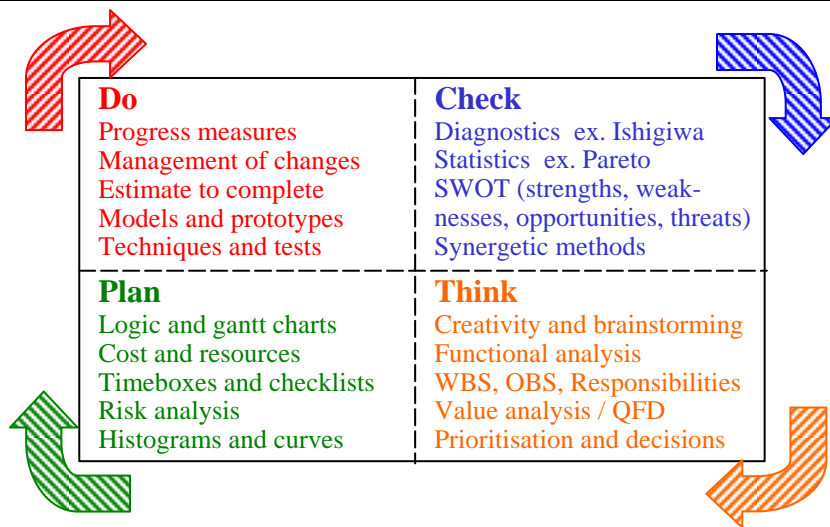 Do
Progress measures
Management of changes
Estimate to complete
Models and prototypes
Techniques and tests
Check
Diagnostics ex. Ishigiwa
Statistics ex. Pareto
SWOT (strengths, weak-
nesses, opportunities, threats)
Synergetic methods
Plan
Logic and gantt charts
Cost and resources
Timeboxes and checklists
Risk analysis
Histograms and curves
Think
Creativity and brainstorming
Functional analysis
WBS, OBS, Responsibilities
Value analysis / QFD
Prioritisation and decisions